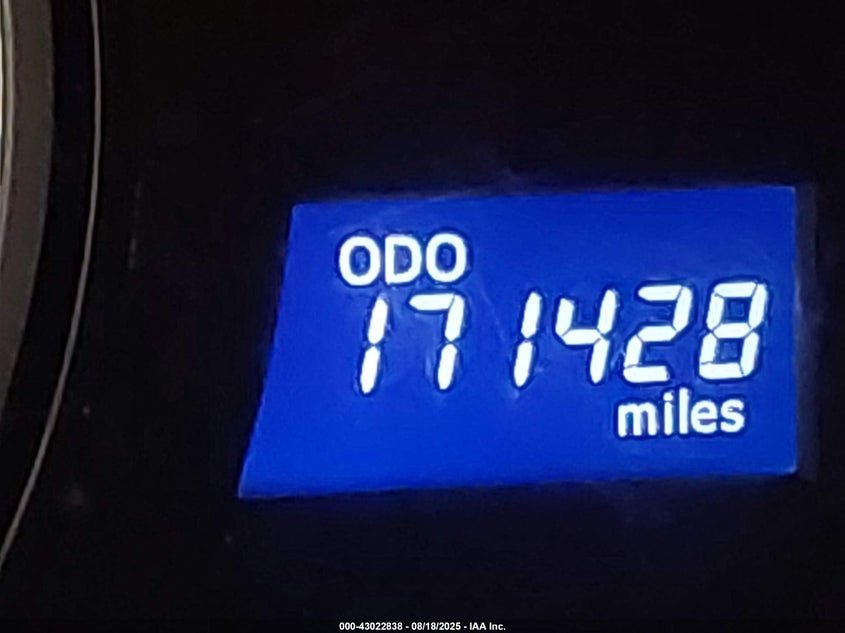 ODO
171428
miles
000-43022838 - 08/18/2025 - IAA Inc.